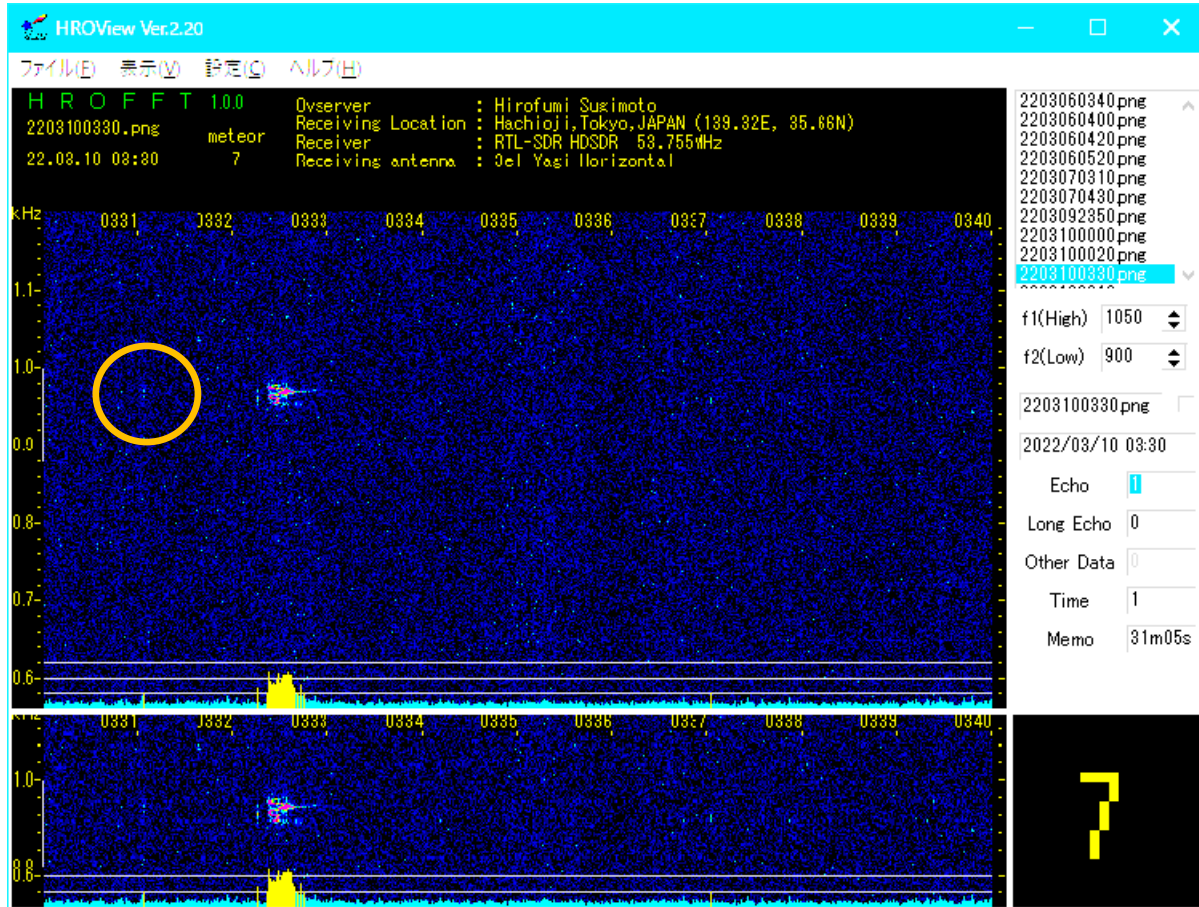 HROView Ver.2.20
ファイル(F) 表示(V) 設定(C) ヘルプ(H)
H R O F F T 1.0.0
2203100330.png
meteor
22.03.10 03:30 7
Ovserver : Hirofumi Sugimoto
Receiving Location : Hachioji,Tokyo,JAPAN (139.32E, 35.66N)
Receiver : RTL-SDR HDSDR 53.755MHz
Receiving antenna : 3el Yagi Horizontal
kHz 0331 0332 0333 0334 0335 0336 0337 0338 0339 0340
1.1
1.0
0.9
0.8
0.7
0.6
kHz 0331 0332 0333 0334 0335 0336 0337 0338 0339 0340
1.0
0.6
2203060340.png
2203060400.png
2203060420.png
2203060520.png
2203070310.png
2203070430.png
2203092350.png
2203100000.png
2203100020.png
2203100330.png
f1(High) 1050
f2(Low) 900
2203100330.png
2022/03/10 03:30
Echo 1
Long Echo 0
Other Data 0
Time 1
Memo 31m05s
7